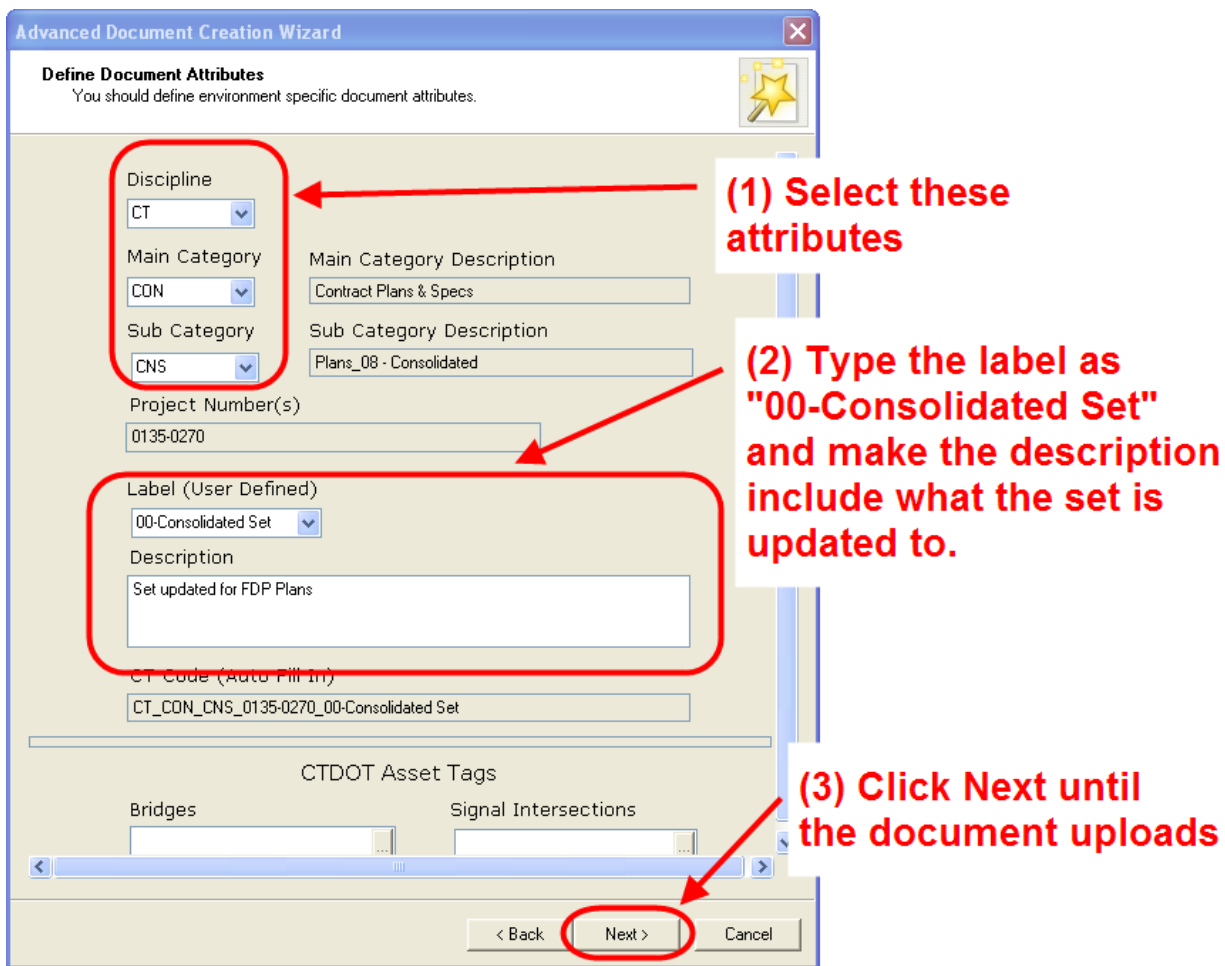 Advanced Document Creation Wizard
Define Document Attributes
You should define environment specific document attributes.
Discipline
CT
(1) Select these
attributes
Main Category
Main Category Description
CON
Contract Plans & Specs
Sub Category
Sub Category Description
CNS
Plans_08 - Consolidated
(2) Type the label as
"00-Consolidated Set"
and make the description
include what the set is
updated to.
Project Number(s)
0135-0270
Label (User Defined)
00-Consolidated Set
Description
Set updated for FDP Plans
CT Code (Auto Fill In)
CT_CON_CNS_0135-0270_00-Consolidated Set
CTDOT Asset Tags
Bridges
Signal Intersections
...
...
(3) Click Next until
the document uploads
< Back
Next >
Cancel